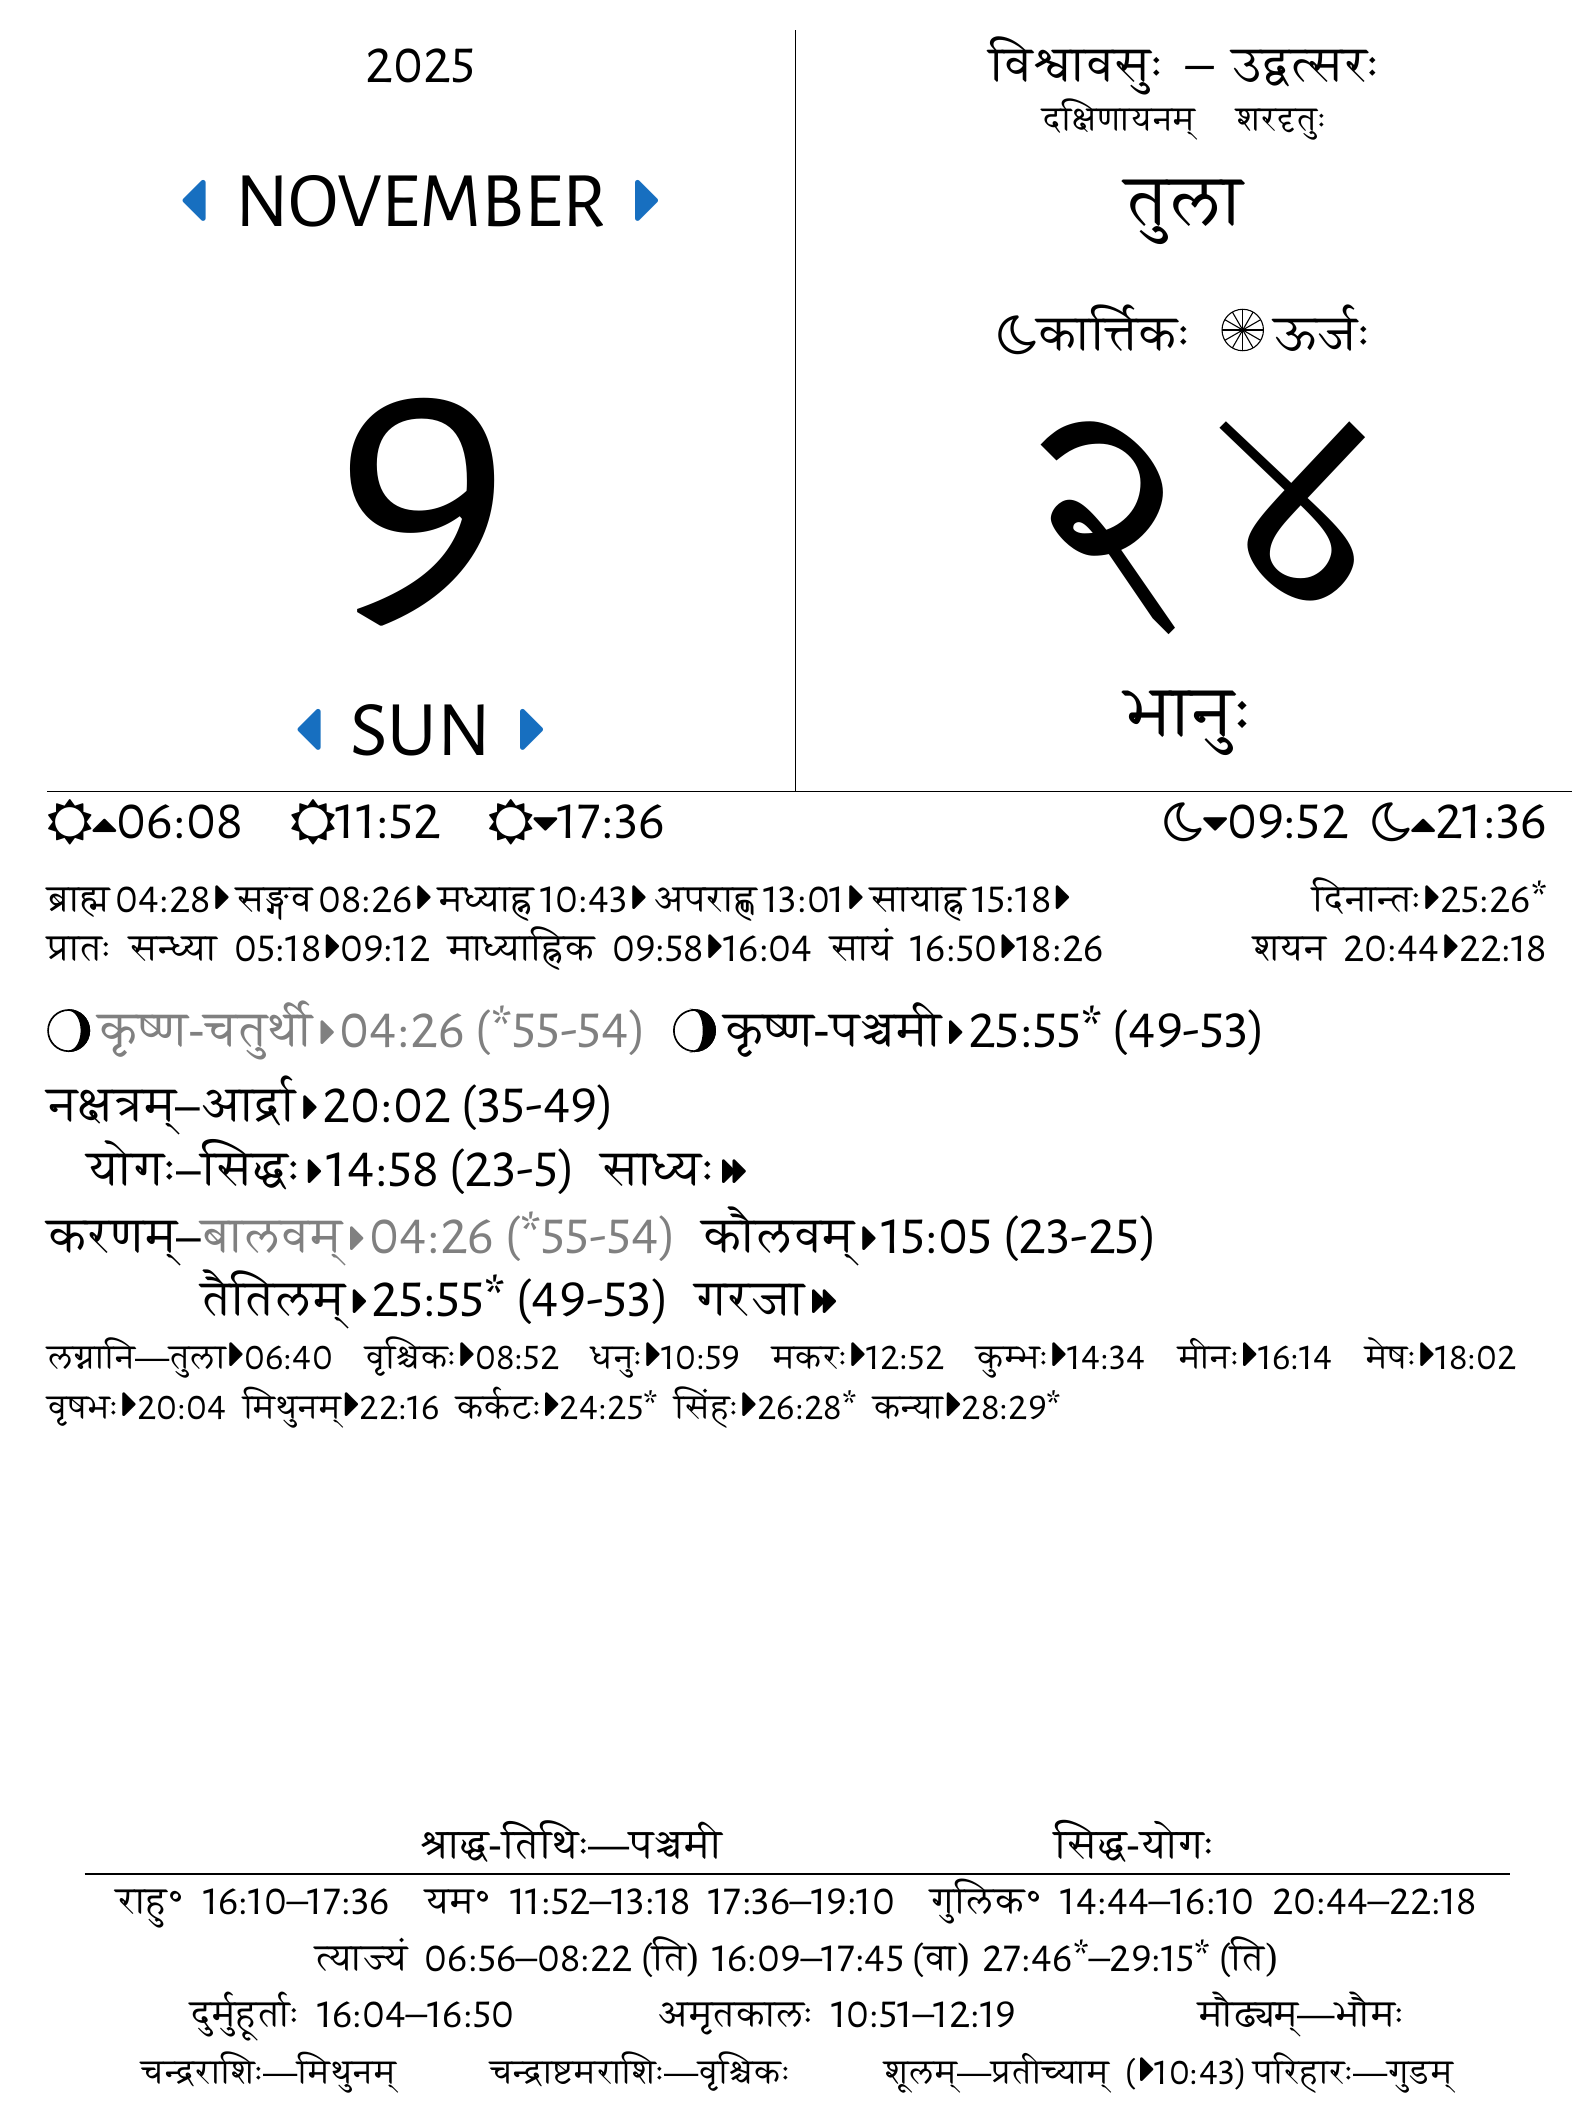 2025
NOVEMBER
9
SUN
विश्वावसुः – उद्वत्सरः
दक्षिणायनम् शरदृतुः
तुला
कार्त्तिकः ऊर्जः
२४
भानुः
06:08 11:52 17:36 09:52 21:36
ब्राह्म 04:28 सङ्गव 08:26 मध्याह्न 10:43 अपराह्ण 13:01 सायाह्न 15:18 दिनान्तः 25:26*
प्रातः सन्ध्या 05:18 09:12 माध्याह्निक 09:58 16:04 सायं 16:50 18:26 शयन 20:44 22:18
कृष्ण-चतुर्थी 04:26 (*55-54) कृष्ण-पञ्चमी 25:55* (49-53)
नक्षत्रम्–आर्द्रा 20:02 (35-49)
योगः–सिद्धः 14:58 (23-5) साध्यः
करणम्–बालवम् 04:26 (*55-54) कौलवम् 15:05 (23-25)
तैतिलम् 25:55* (49-53) गरजा
लग्नानि—तुला 06:40 वृश्चिकः 08:52 धनुः 10:59 मकरः 12:52 कुम्भः 14:34 मीनः 16:14 मेषः 18:02
वृषभः 20:04 मिथुनम् 22:16 कर्कटः 24:25* सिंहः 26:28* कन्या 28:29*
श्राद्ध-तिथिः—पञ्चमी सिद्ध-योगः
राहु॰ 16:10–17:36 यम॰ 11:52–13:18 17:36–19:10 गुलिक॰ 14:44–16:10 20:44–22:18
त्याज्यं 06:56–08:22 (ति) 16:09–17:45 (वा) 27:46*–29:15* (ति)
दुर्मुहूर्ताः 16:04–16:50 अमृतकालः 10:51–12:19 मौढ्यम्—भौमः
चन्द्रराशिः—मिथुनम् चन्द्राष्टमराशिः—वृश्चिकः शूलम्—प्रतीच्याम् (10:43) परिहारः—गुडम्